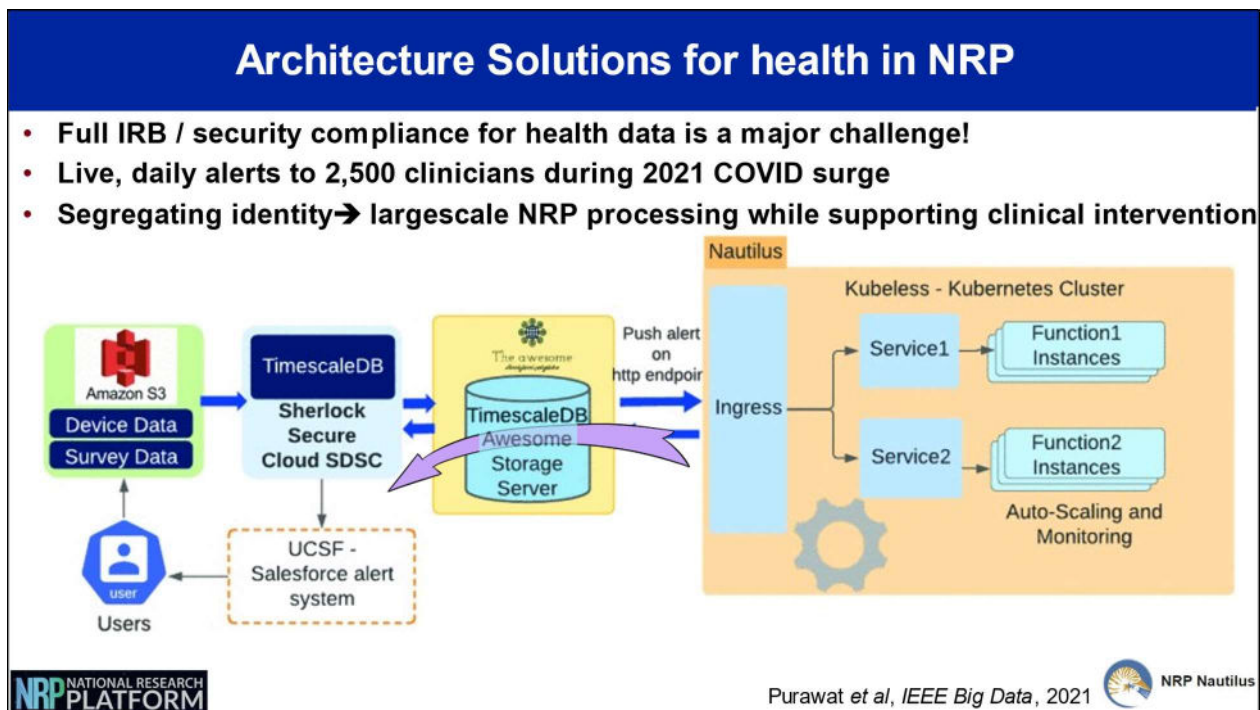 Architecture Solutions for health in NRP
• Full IRB / security compliance for health data is a major challenge!
• Live, daily alerts to 2,500 clinicians during 2021 COVID surge
• Segregating identity➔ largescale NRP processing while supporting clinical intervention
Amazon S3
Device Data
Survey Data
user
Users
TimescaleDB
Sherlock
Secure
Cloud SDSC
UCSF -
Salesforce alert
system
The awesome
TimescaleDB
Awesome
Storage
Server
Push alert
on
http endpoir
Nautilus
Kubeless - Kubernetes Cluster
Ingress
Service1
Service2
Function1
Instances
Function2
Instances
Auto-Scaling and
Monitoring
NRP NATIONAL RESEARCH
PLATFORM
Purawat et al, IEEE Big Data, 2021
NRP Nautilus